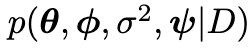 p(θ, ϕ, σ², ψ|D)